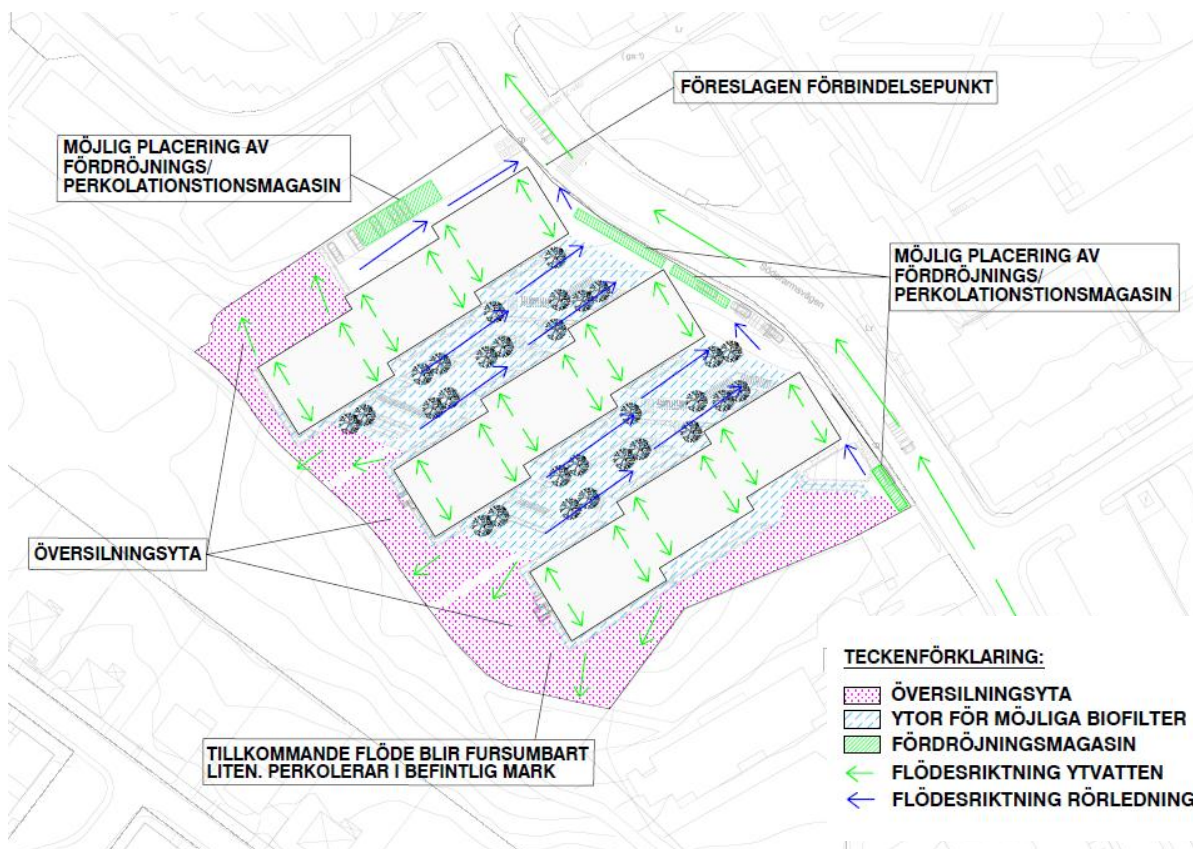 FÖRESLAGEN FÖRBINDELSEPUNKT
MÖJLIG PLACERING AV
FÖRDRÖJNINGS/
PERKOLATIONSTIONSMAGASIN
MÖJLIG PLACERING AV
FÖRDRÖJNINGS/
PERKOLATIONSTIONSMAGASIN
ÖVERSILNINGSYTA
TILLKOMMANDE FLÖDE BLIR FURSUMBART
LITEN. PERKOLERAR I BEFINTLIG MARK
TECKENFÖRKLARING:
ÖVERSILNINGSYTA
YTOR FÖR MÖJLIGA BIOFILTER
FÖRDRÖJNINGSMAGASIN
FLÖDESRIKTNING YTVATTEN
FLÖDESRIKTNING RÖRLEDNING